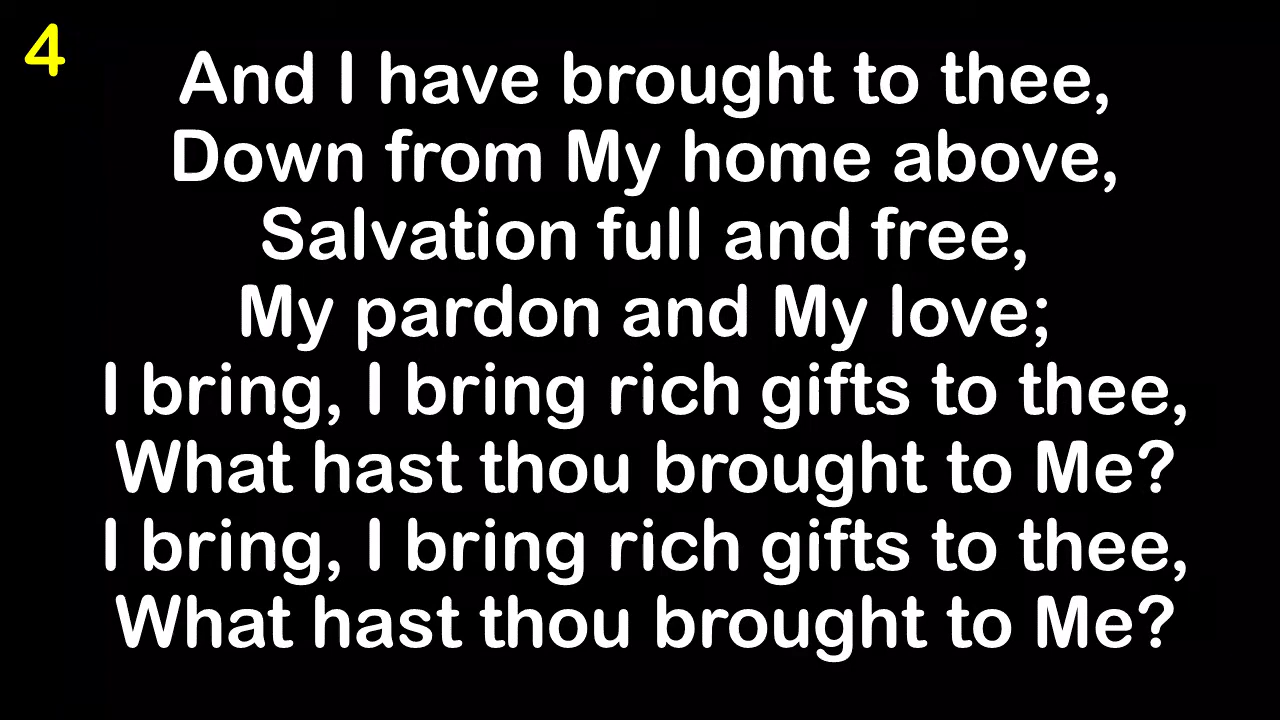 4
And I have brought to thee,
Down from My home above,
Salvation full and free,
My pardon and My love;
I bring, I bring rich gifts to thee,
What hast thou brought to Me?
I bring, I bring rich gifts to thee,
What hast thou brought to Me?